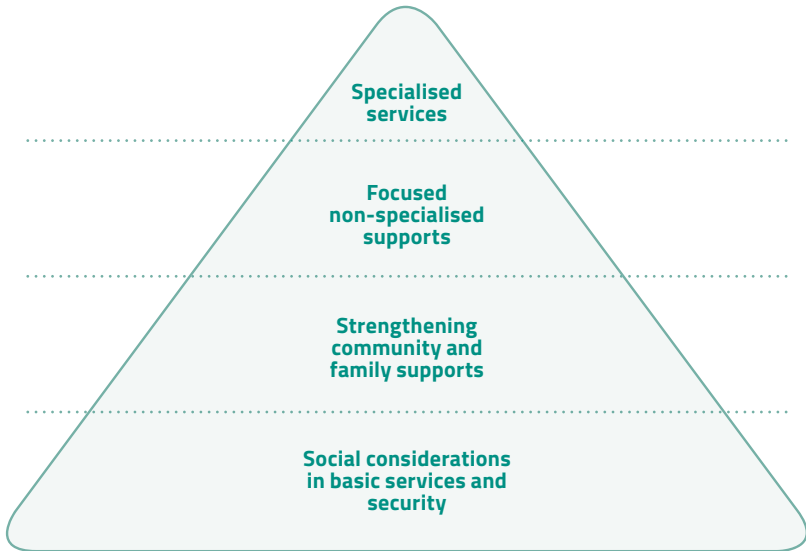 Specialised
services
Focused
non-specialised
supports
Strengthening
community and
family supports
Social considerations
in basic services and
security